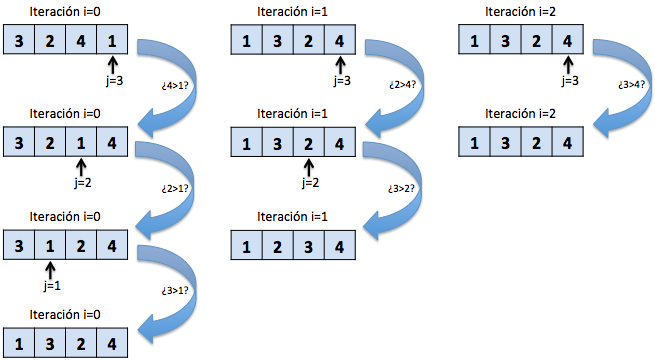 Iteración i=0
3 2 4 1
j=3
¿4>1?
Iteración i=0
3 2 1 4
j=2
¿2>1?
Iteración i=0
3 1 2 4
j=1
¿3>1?
Iteración i=0
1 3 2 4
Iteración i=1
1 3 2 4
j=3
¿2>4?
Iteración i=1
1 3 2 4
j=2
¿3>2?
Iteración i=1
1 2 3 4
Iteración i=2
1 3 2 4
j=3
¿3>4?
Iteración i=2
1 3 2 4